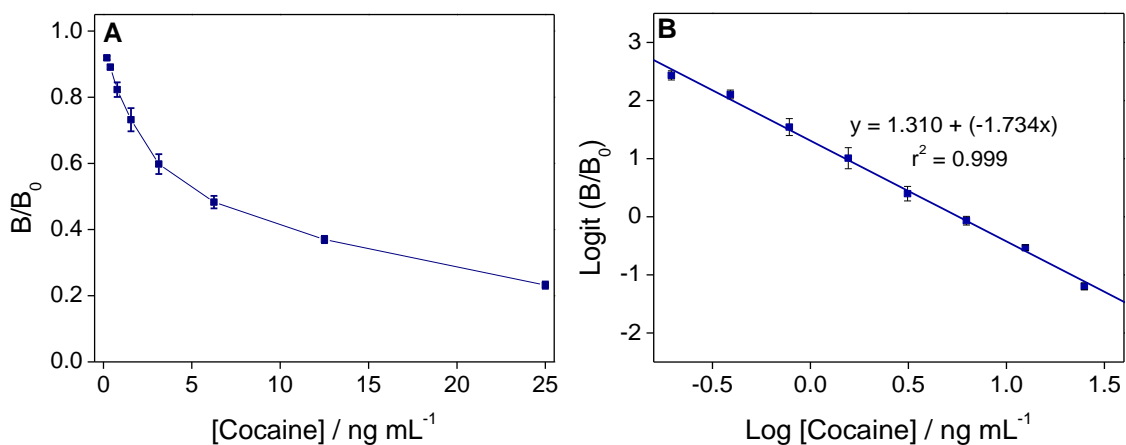 A
1.0
0.8
0.6
0.4
0.2
0.0
B/B₀
0 5 10 15 20 25
[Cocaine] / ng mL⁻¹
B
3
2
1
0
-1
-2
Logit (B/B₀)
y = 1.310 + (-1.734x)
r² = 0.999
-0.5 0.0 0.5 1.0 1.5
Log [Cocaine] / ng mL⁻¹